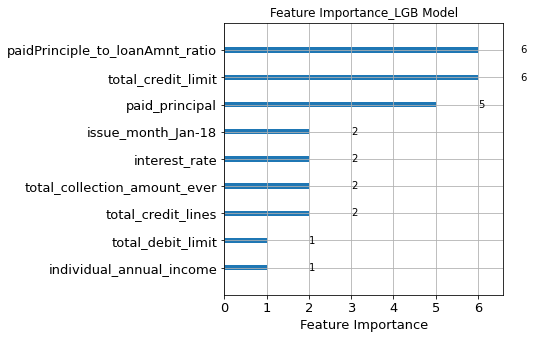 Feature Importance_LGB Model
paidPrinciple_to_loanAmnt_ratio 6
total_credit_limit 6
paid_principal 5
issue_month_Jan-18 2
interest_rate 2
total_collection_amount_ever 2
total_credit_lines 2
total_debit_limit 1
individual_annual_income 1
0 1 2 3 4 5 6
Feature Importance